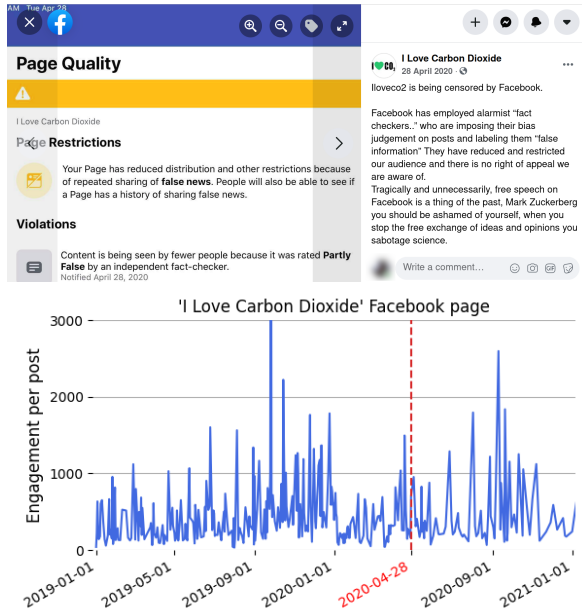 AM Tue Apr 28
Page Quality
I Love Carbon Dioxide
Page Restrictions
Your Page has reduced distribution and other restrictions because
of repeated sharing of false news. People will also be able to see if
a Page has a history of sharing false news.
Violations
Content is being seen by fewer people because it was rated Partly
False by an independent fact-checker.
Notified April 28, 2020
I Love Carbon Dioxide
28 April 2020 ·
Iloveco2 is being censored by Facebook.
Facebook has employed alarmist “fact
checkers..” who are imposing their bias
judgement on posts and labeling them “false
information” They have reduced and restricted
our audience and there is no right of appeal we
are aware of.
Tragically and unnecessarily, free speech on
Facebook is a thing of the past, Mark Zuckerberg
you should be ashamed of yourself, when you
stop the free exchange of ideas and opinions you
sabotage science.
Write a comment…
GIF
I CO₂
'I Love Carbon Dioxide' Facebook page
Engagement per post
3000
2000
1000
0
2019-01-01
2019-05-01
2019-09-01
2020-01-01
2020-04-28
2020-09-01
2021-01-01